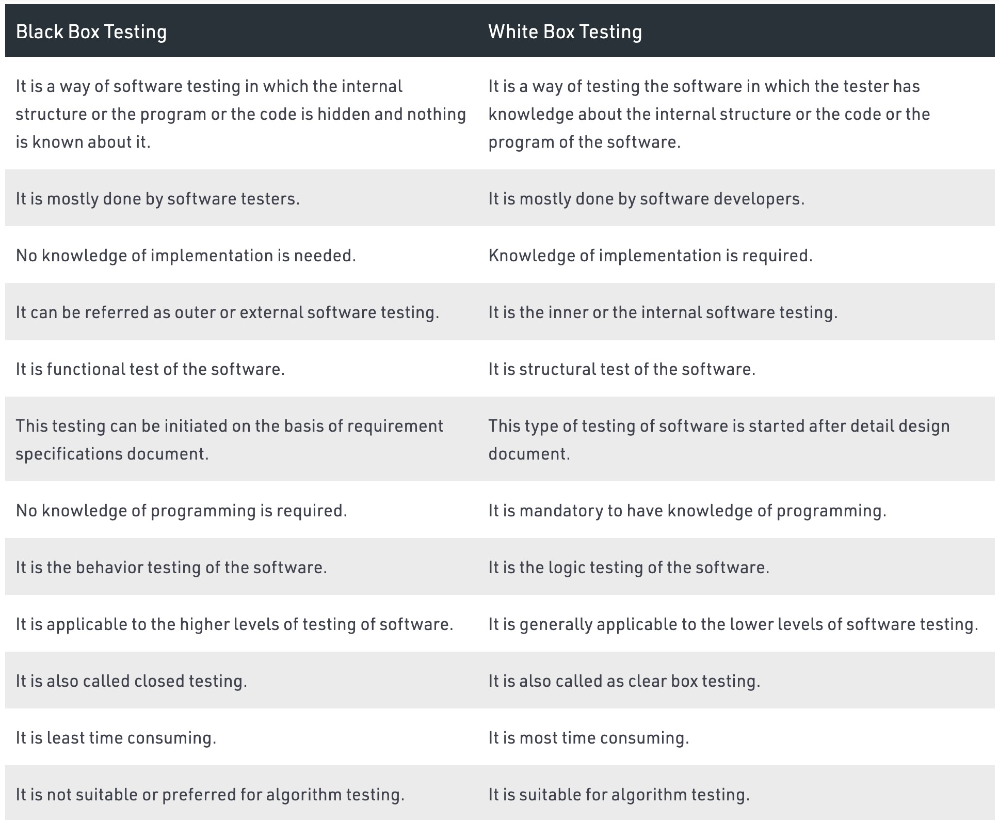 Black Box Testing
White Box Testing
It is a way of software testing in which the internal
structure or the program or the code is hidden and nothing
is known about it.
It is a way of testing the software in which the tester has
knowledge about the internal structure or the code or the
program of the software.
It is mostly done by software testers.
It is mostly done by software developers.
No knowledge of implementation is needed.
Knowledge of implementation is required.
It can be referred as outer or external software testing.
It is the inner or the internal software testing.
It is functional test of the software.
It is structural test of the software.
This testing can be initiated on the basis of requirement
specifications document.
This type of testing of software is started after detail design
document.
No knowledge of programming is required.
It is mandatory to have knowledge of programming.
It is the behavior testing of the software.
It is the logic testing of the software.
It is applicable to the higher levels of testing of software.
It is generally applicable to the lower levels of software testing.
It is also called closed testing.
It is also called as clear box testing.
It is least time consuming.
It is most time consuming.
It is not suitable or preferred for algorithm testing.
It is suitable for algorithm testing.